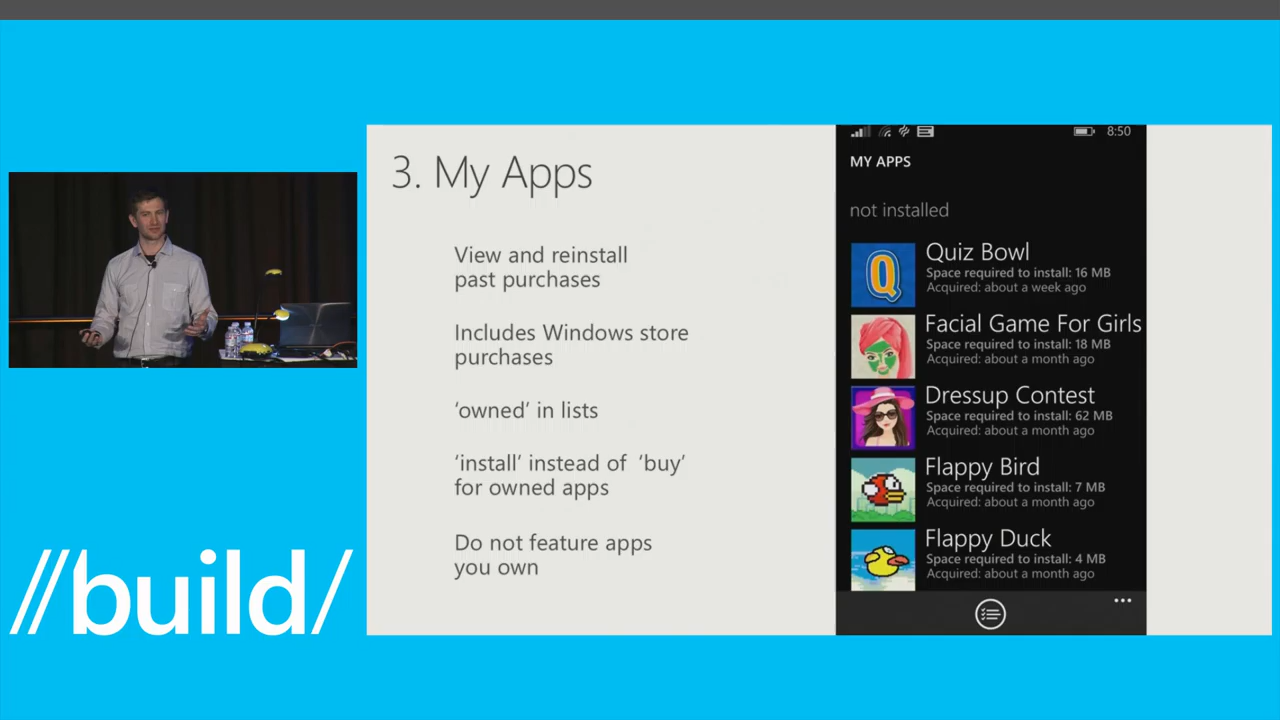 3. My Apps
View and reinstall
past purchases
Includes Windows store
purchases
‘owned’ in lists
‘install’ instead of ‘buy’
for owned apps
Do not feature apps
you own
8:50
MY APPS
not installed
Quiz Bowl
Space required to install: 16 MB
Acquired: about a week ago
Facial Game For Girls
Space required to install: 18 MB
Acquired: about a month ago
Dressup Contest
Space required to install: 62 MB
Acquired: about a month ago
Flappy Bird
Space required to install: 7 MB
Acquired: about a month ago
Flappy Duck
Space required to install: 4 MB
Acquired: about a month ago
//build/